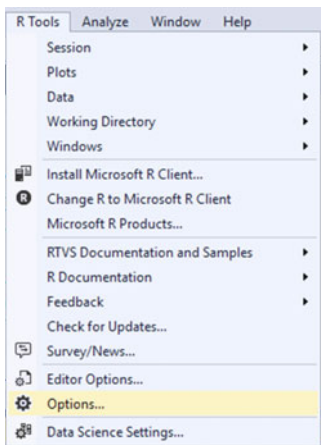 R Tools Analyze Window Help
Session
Plots
Data
Working Directory
Windows
Install Microsoft R Client...
Change R to Microsoft R Client
Microsoft R Products...
RTVS Documentation and Samples
R Documentation
Feedback
Check for Updates...
Survey/News...
Editor Options...
Options...
Data Science Settings...